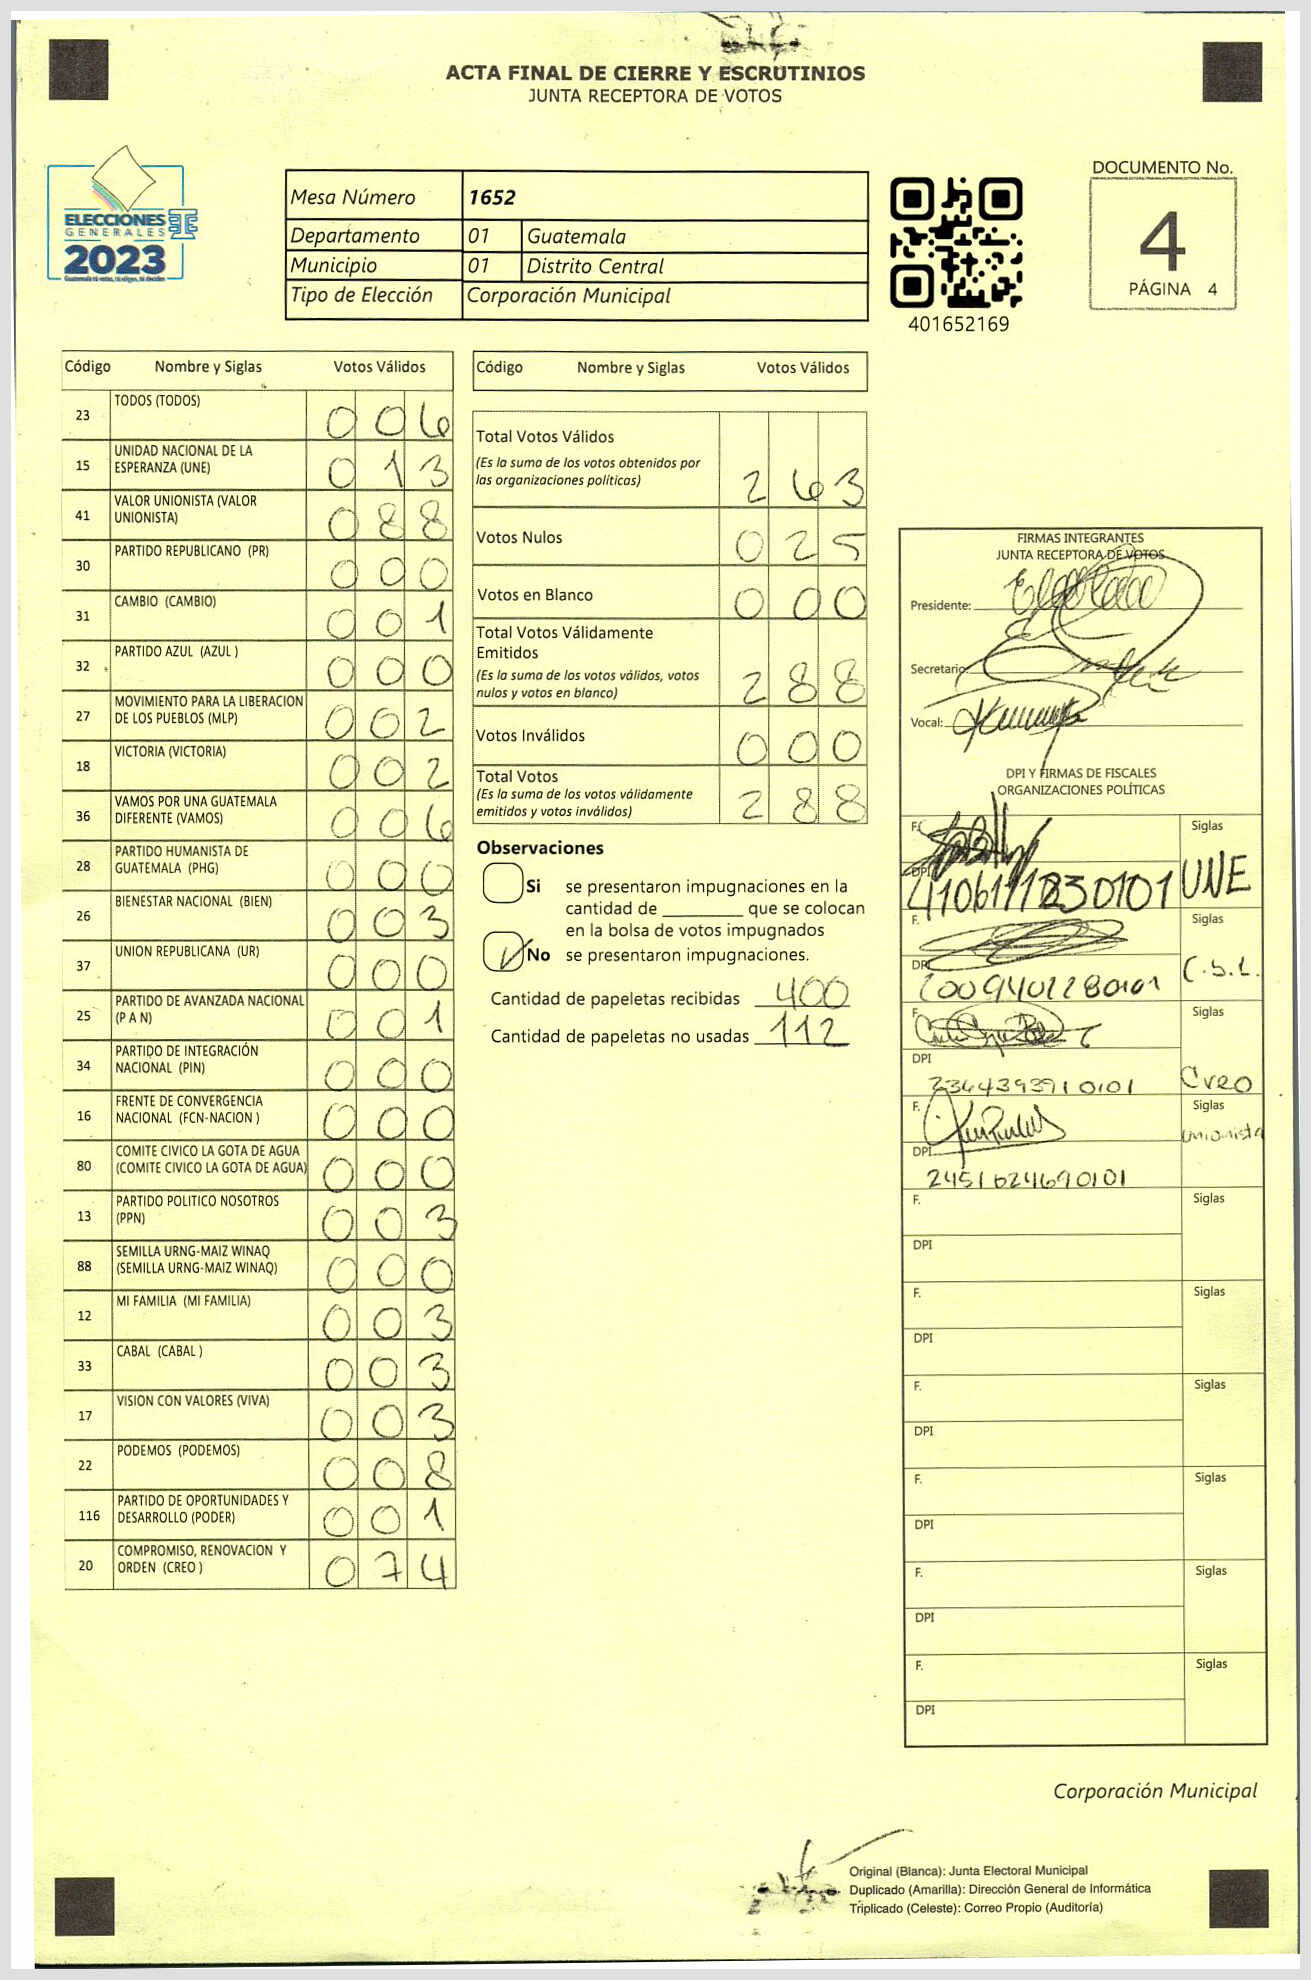 ACTA FINAL DE CIERRE Y ESCRUTINIOS
JUNTA RECEPTORA DE VOTOS
ELECCIONES
GENERALES
2023
Mesa Número 1652
Departamento 01 Guatemala
Municipio 01 Distrito Central
Tipo de Elección Corporación Municipal
401652169
DOCUMENTO No.
4
PÁGINA 4
Código Nombre y Siglas Votos Válidos
23 TODOS (TODOS) 0 0 6
15 UNIDAD NACIONAL DE LA
ESPERANZA (UNE) 0 1 3
41 VALOR UNIONISTA (VALOR
UNIONISTA) 0 8 8
30 PARTIDO REPUBLICANO (PR) 0 0 0
31 CAMBIO (CAMBIO) 0 0 1
32 PARTIDO AZUL (AZUL ) 0 0 0
27 MOVIMIENTO PARA LA LIBERACION
DE LOS PUEBLOS (MLP) 0 0 2
18 VICTORIA (VICTORIA) 0 0 2
36 VAMOS POR UNA GUATEMALA
DIFERENTE (VAMOS) 0 0 6
28 PARTIDO HUMANISTA DE
GUATEMALA (PHG) 0 0 0
26 BIENESTAR NACIONAL (BIEN) 0 0 3
37 UNION REPUBLICANA (UR) 0 0 0
25 PARTIDO DE AVANZADA NACIONAL
(P A N) 0 0 1
34 PARTIDO DE INTEGRACIÓN
NACIONAL (PIN) 0 0 0
16 FRENTE DE CONVERGENCIA
NACIONAL (FCN-NACION ) 0 0 0
80 COMITE CIVICO LA GOTA DE AGUA
(COMITE CIVICO LA GOTA DE AGUA) 0 0 0
13 PARTIDO POLITICO NOSOTROS
(PPN) 0 0 3
88 SEMILLA URNG-MAIZ WINAQ
(SEMILLA URNG-MAIZ WINAQ) 0 0 0
12 MI FAMILIA (MI FAMILIA) 0 0 3
33 CABAL (CABAL ) 0 0 3
17 VISION CON VALORES (VIVA) 0 0 3
22 PODEMOS (PODEMOS) 0 0 8
116 PARTIDO DE OPORTUNIDADES Y
DESARROLLO (PODER) 0 0 1
20 COMPROMISO, RENOVACION Y
ORDEN (CREO ) 0 7 4
Código Nombre y Siglas Votos Válidos
Total Votos Válidos
(Es la suma de los votos obtenidos por
las organizaciones políticas) 2 6 3
Votos Nulos 0 2 5
Votos en Blanco 0 0 0
Total Votos Válidamente
Emitidos
(Es la suma de los votos válidos, votos
nulos y votos en blanco) 2 8 8
Votos Inválidos 0 0 0
Total Votos
(Es la suma de los votos válidamente
emitidos y votos inválidos) 2 8 8
Observaciones
Si se presentaron impugnaciones en la
cantidad de ________ que se colocan
en la bolsa de votos impugnados
No se presentaron impugnaciones.
Cantidad de papeletas recibidas 400
Cantidad de papeletas no usadas 112
FIRMAS INTEGRANTES
JUNTA RECEPTORA DE VOTOS
Presidente:
Secretario:
Vocal:
DPI Y FIRMAS DE FISCALES
ORGANIZACIONES POLÍTICAS
F. Siglas
DPI UNE
F. Siglas
DPI 2009401280101 C.S.L.
F. Siglas
DPI
2344393910101 Creo
F. Siglas
unionista
DPI
2451624690101
F. Siglas
DPI
F. Siglas
DPI
F. Siglas
DPI
F. Siglas
DPI
F. Siglas
DPI
F. Siglas
DPI
Corporación Municipal
Original (Blanca): Junta Electoral Municipal
Duplicado (Amarilla): Dirección General de Informática
Triplicado (Celeste): Correo Propio (Auditoría)